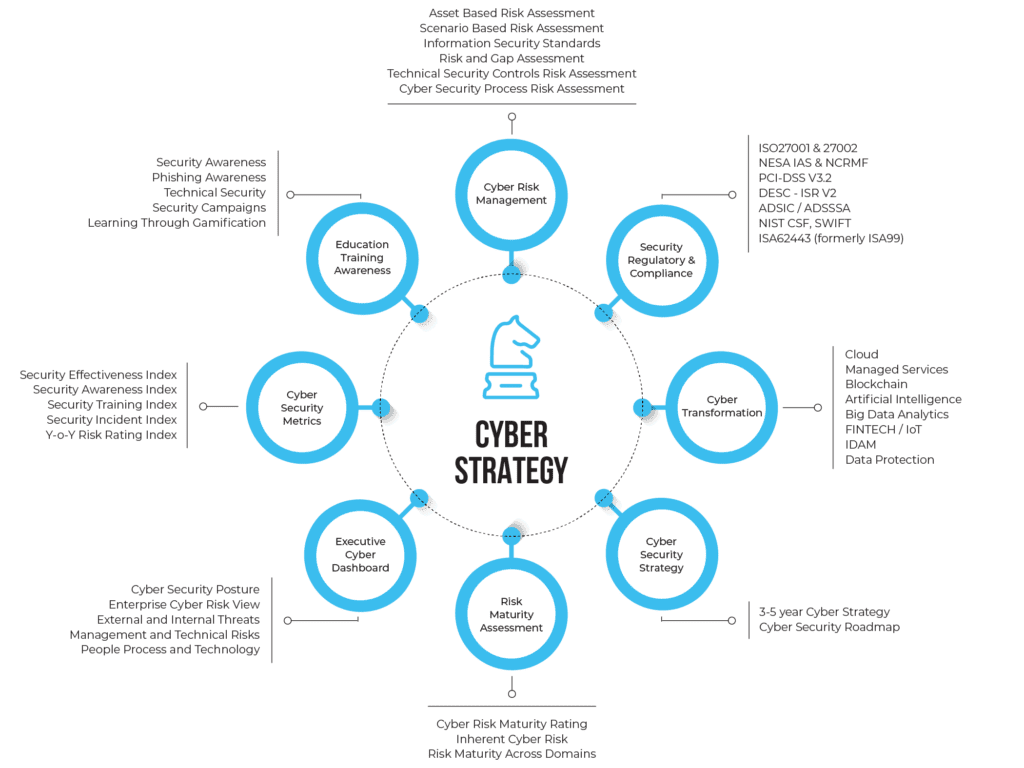 Asset Based Risk Assessment
Scenario Based Risk Assessment
Information Security Standards
Risk and Gap Assessment
Technical Security Controls Risk Assessment
Cyber Security Process Risk Assessment
Cyber Risk
Management
ISO27001 & 27002
NESA IAS & NCRMF
PCI-DSS V3.2
DESC - ISR V2
ADSIC / ADSSSA
NIST CSF, SWIFT
ISA62443 (formerly ISA99)
Security
Regulatory &
Compliance
Cloud
Managed Services
Blockchain
Artificial Intelligence
Big Data Analytics
FINTECH / IoT
IDAM
Data Protection
Cyber
Transformation
Cyber
Security
Strategy
3-5 year Cyber Strategy
Cyber Security Roadmap
Risk
Maturity
Assessment
Cyber Risk Maturity Rating
Inherent Cyber Risk
Risk Maturity Across Domains
Executive
Cyber
Dashboard
Cyber Security Posture
Enterprise Cyber Risk View
External and Internal Threats
Management and Technical Risks
People Process and Technology
Cyber
Security
Metrics
Security Effectiveness Index
Security Awareness Index
Security Training Index
Security Incident Index
Y-o-Y Risk Rating Index
Education
Training
Awareness
Security Awareness
Phishing Awareness
Technical Security
Security Campaigns
Learning Through Gamification
CYBER
STRATEGY